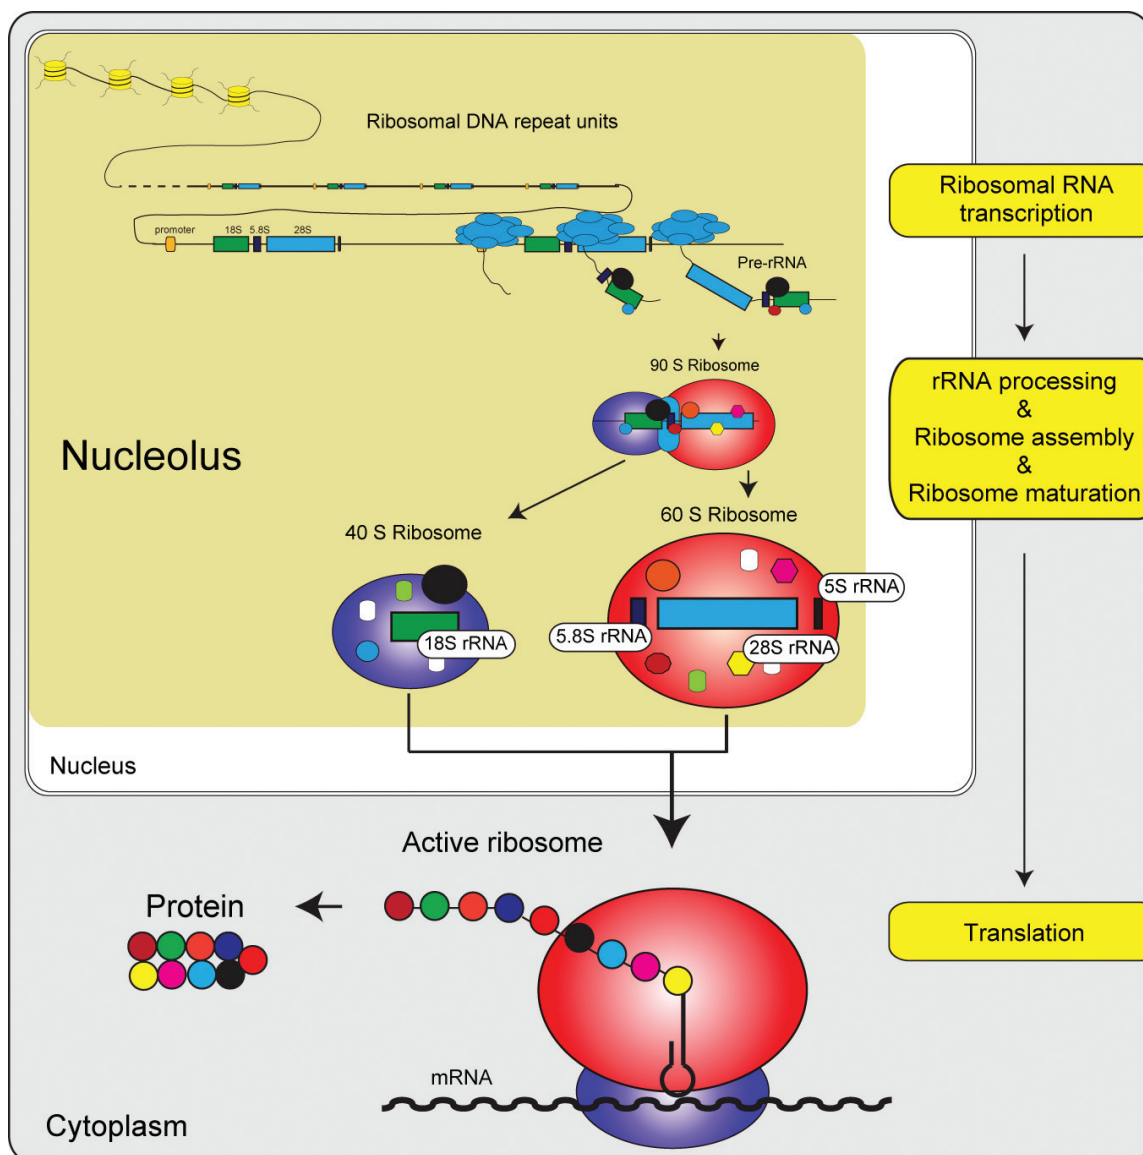 Ribosomal DNA repeat units
promoter 18S 5.8S 28S
Pre-rRNA
90 S Ribosome
Nucleolus
40 S Ribosome
60 S Ribosome
5S rRNA
5.8S rRNA
18S rRNA
28S rRNA
Nucleus
Active ribosome
Protein
mRNA
Cytoplasm
Ribosomal RNA
transcription
rRNA processing
&
Ribosome assembly
&
Ribosome maturation
Translation